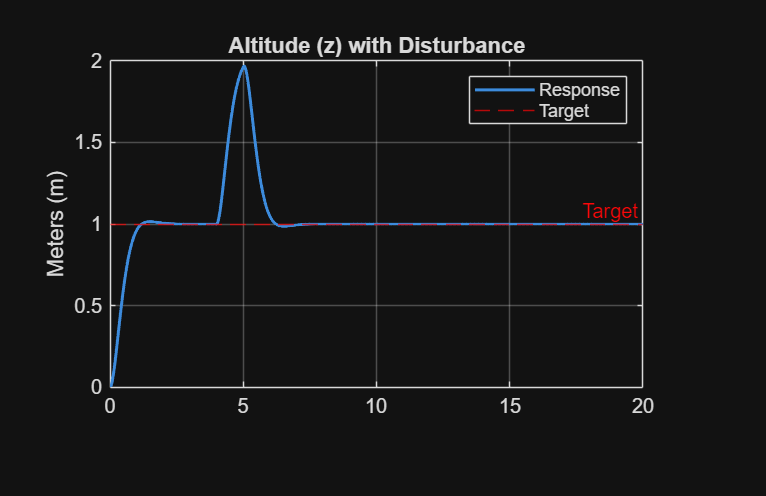 Altitude (z) with Disturbance
2
Response
Target
1.5
Target
1
Meters (m)
0.5
0
0 5 10 15 20